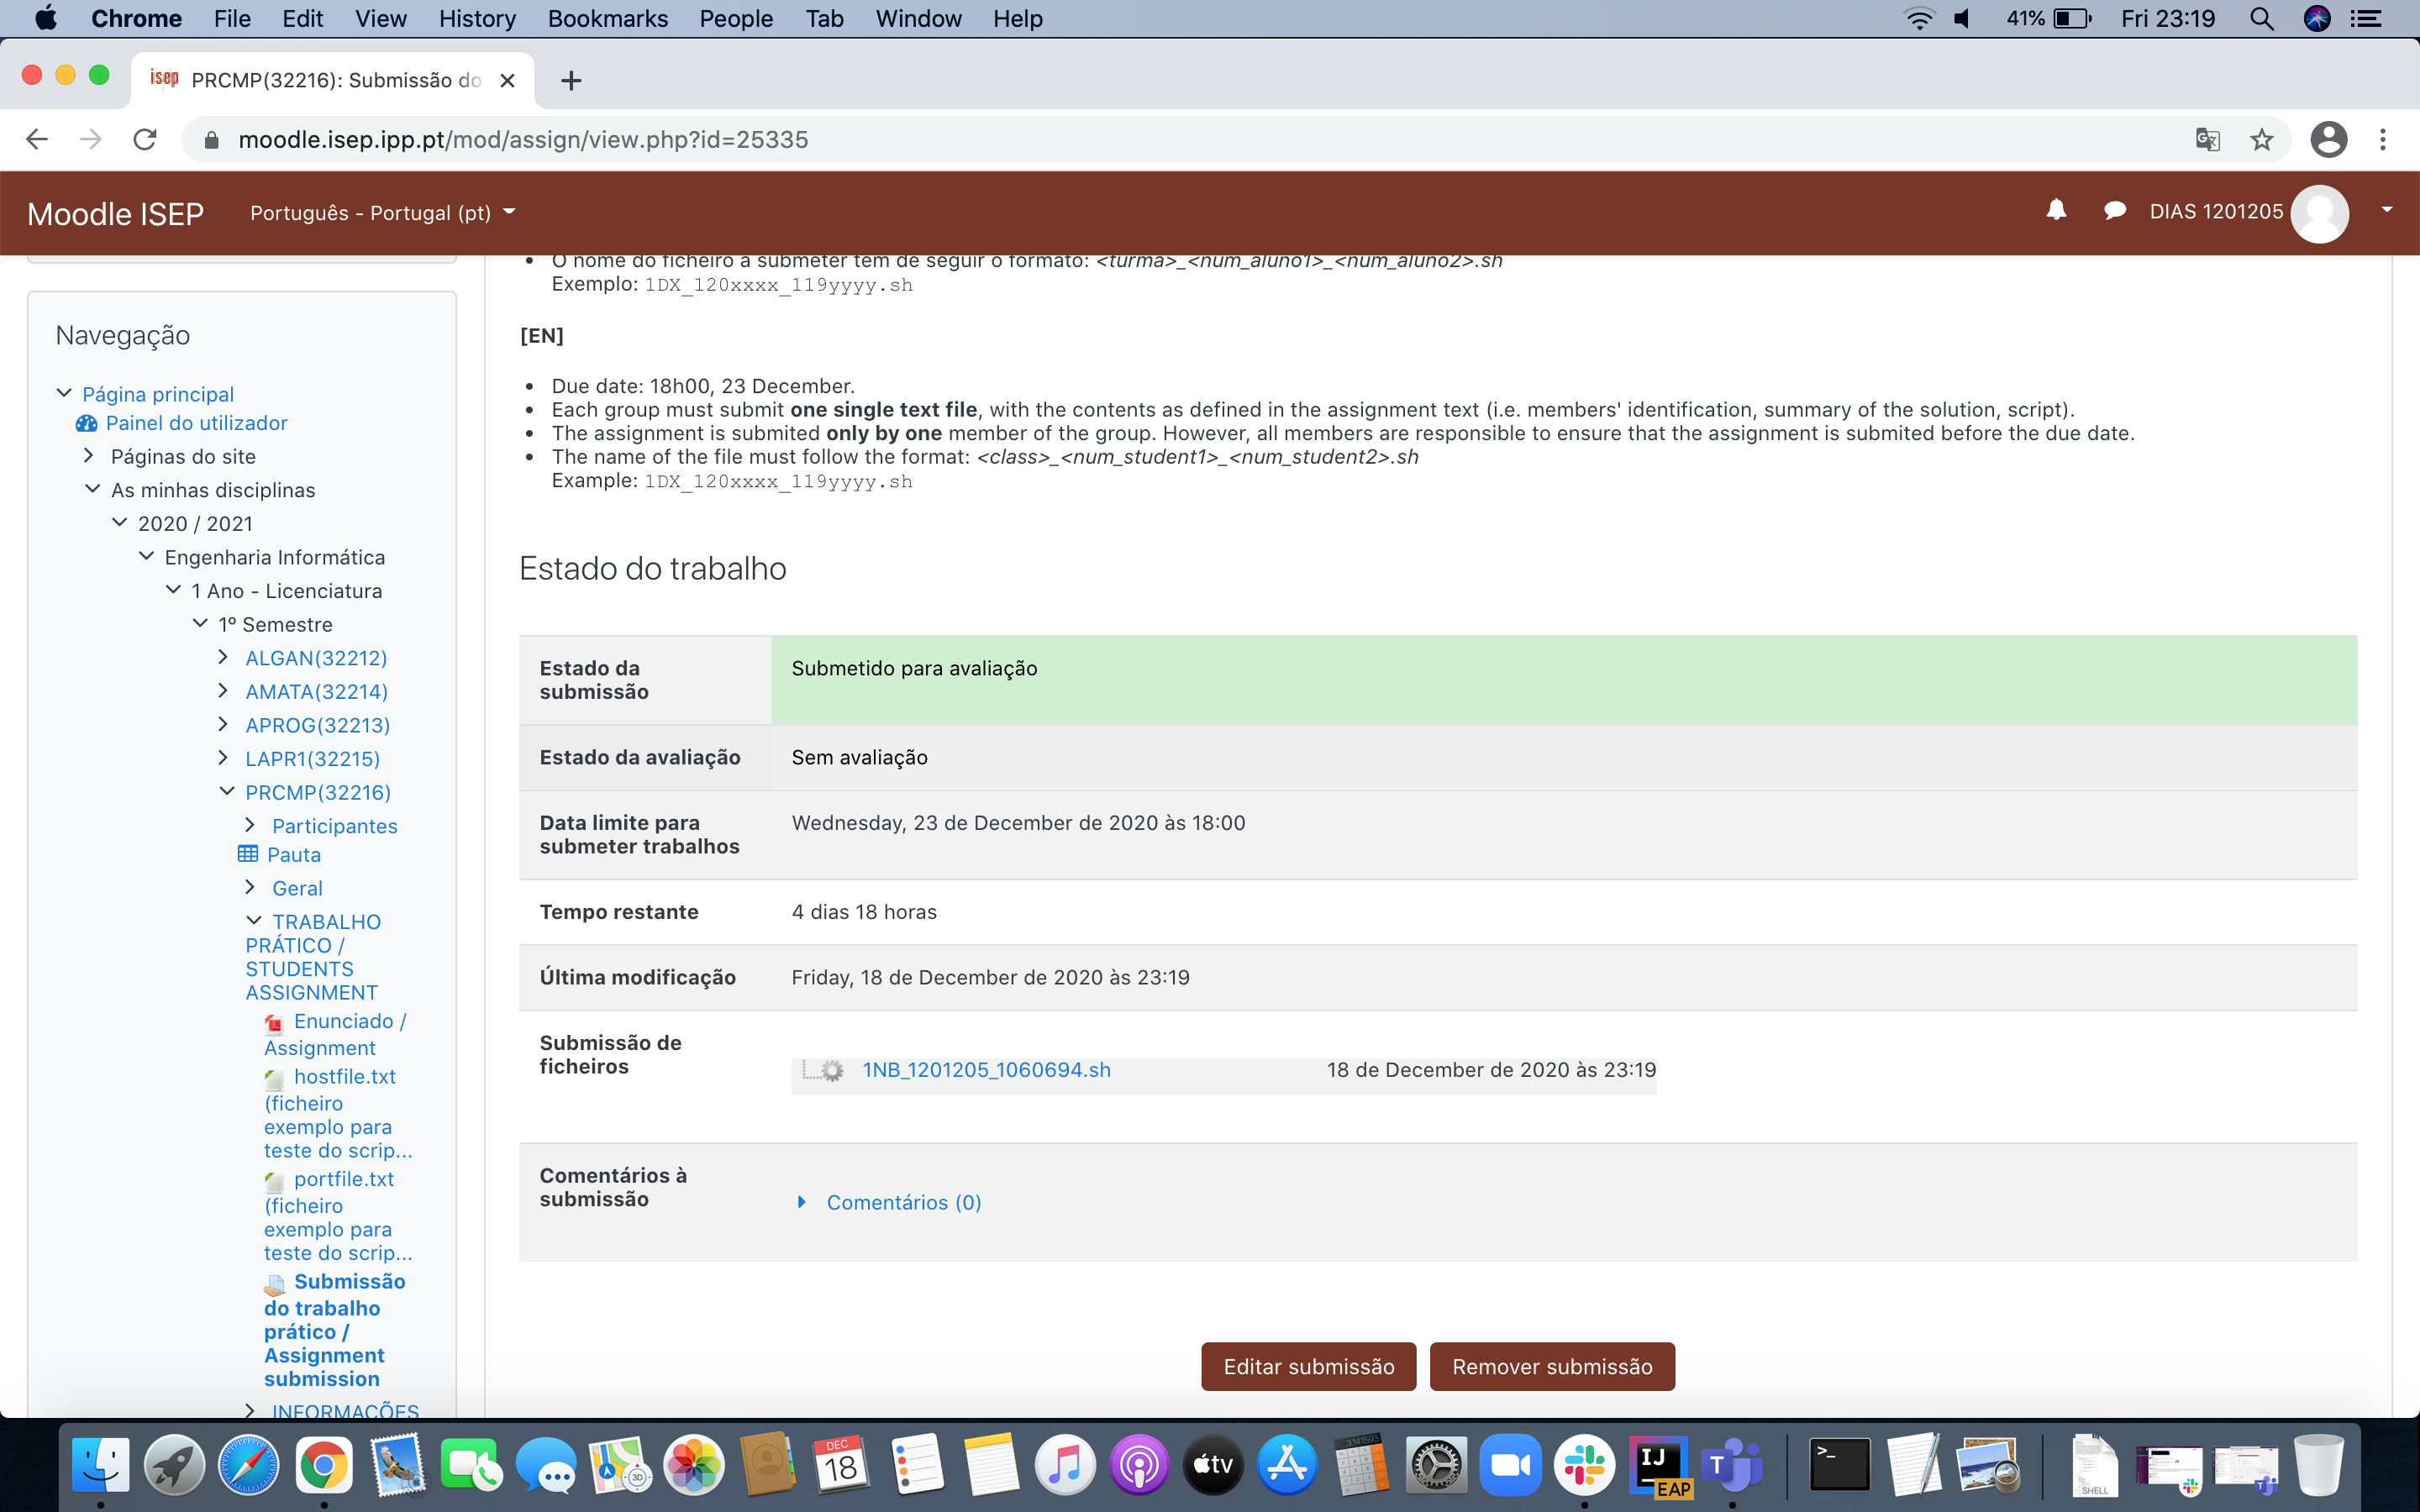 Chrome File Edit View History Bookmarks People Tab Window Help 41% Fri 23:19
isep PRCMP(32216): Submissão do
moodle.isep.ipp.pt/mod/assign/view.php?id=25335
Moodle ISEP Português - Portugal (pt) DIAS 1201205
O nome do ficheiro a submeter tem de seguir o formato: <turma>_<num_aluno1>_<num_aluno2>.sh
Exemplo: 1DX_120xxxx_119yyyy.sh
[EN]
Due date: 18h00, 23 December.
Each group must submit one single text file, with the contents as defined in the assignment text (i.e. members' identification, summary of the solution, script).
The assignment is submited only by one member of the group. However, all members are responsible to ensure that the assignment is submited before the due date.
The name of the file must follow the format: <class>_<num_student1>_<num_student2>.sh
Example: 1DX_120xxxx_119yyyy.sh
Navegação
Página principal
Painel do utilizador
Páginas do site
As minhas disciplinas
2020 / 2021
Engenharia Informática
1 Ano - Licenciatura
1º Semestre
ALGAN(32212)
AMATA(32214)
APROG(32213)
LAPR1(32215)
PRCMP(32216)
Participantes
Pauta
Geral
TRABALHO
PRÁTICO /
STUDENTS
ASSIGNMENT
Enunciado /
Assignment
hostfile.txt
(ficheiro
exemplo para
teste do scrip...
portfile.txt
(ficheiro
exemplo para
teste do scrip...
Submissão
do trabalho
prático /
Assignment
submission
INFORMAÇÕES
Estado do trabalho
Estado da
submissão
Submetido para avaliação
Estado da avaliação
Sem avaliação
Data limite para
submeter trabalhos
Wednesday, 23 de December de 2020 às 18:00
Tempo restante
4 dias 18 horas
Última modificação
Friday, 18 de December de 2020 às 23:19
Submissão de
ficheiros
1NB_1201205_1060694.sh 18 de December de 2020 às 23:19
Comentários à
submissão
Comentários (0)
Editar submissão Remover submissão
3D
DEC
18
tv
3.141593
IJ
EAP
T
>_
SHELL